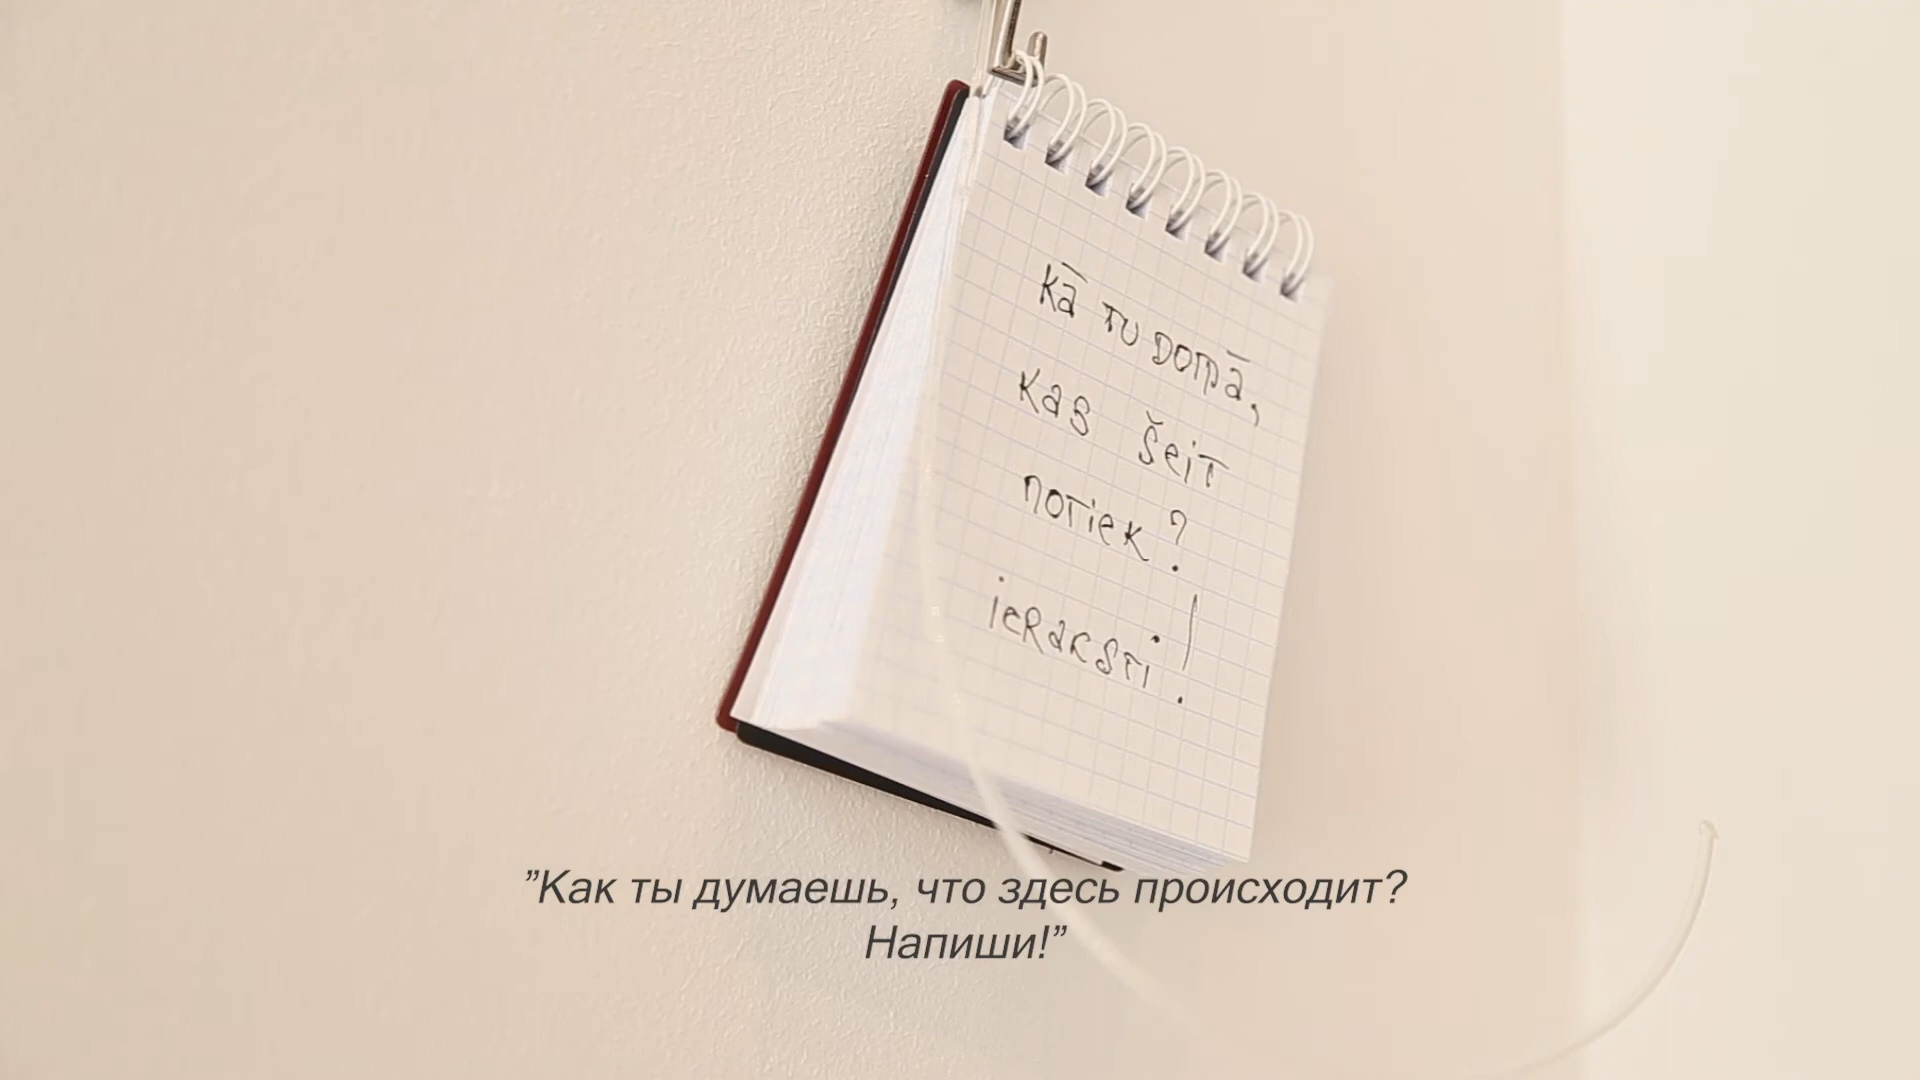 Kā tu domā,
kas šeit
notiek?
ieraksti!
"Как ты думаешь, что здесь происходит?
Напиши!"